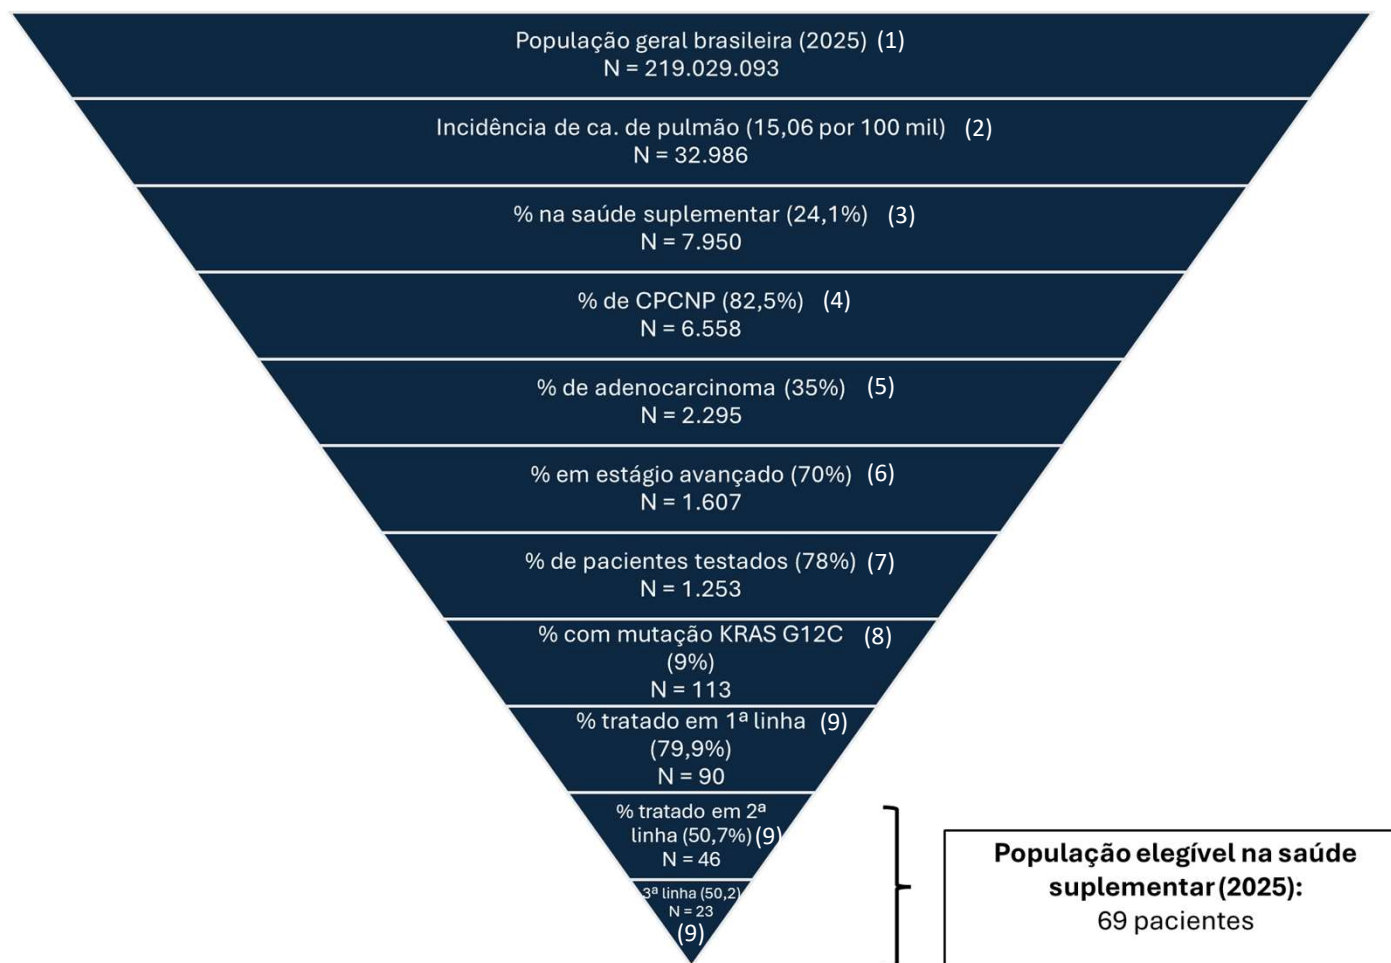 População geral brasileira (2025) (1)
N = 219.029.093
Incidência de ca. de pulmão (15,06 por 100 mil) (2)
N = 32.986
% na saúde suplementar (24,1%) (3)
N = 7.950
% de CPCNP (82,5%) (4)
N = 6.558
% de adenocarcinoma (35%) (5)
N = 2.295
% em estágio avançado (70%) (6)
N = 1.607
% de pacientes testados (78%) (7)
N = 1.253
% com mutação KRAS G12C (8)
(9%)
N = 113
% tratado em 1ª linha (9)
(79,9%)
N = 90
% tratado em 2ª
linha (50,7%) (9)
N = 46
3ª linha (50,2)
N = 23
(9)
População elegível na saúde
suplementar (2025):
69 pacientes